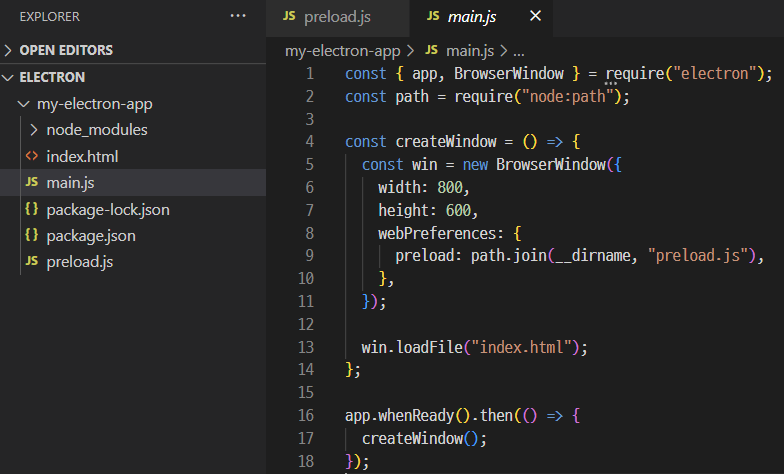 EXPLORER
OPEN EDITORS
ELECTRON
my-electron-app
node_modules
<> index.html
JS main.js
{} package-lock.json
{} package.json
JS preload.js
JS preload.js
JS main.js
my-electron-app > JS main.js > ...
1 const { app, BrowserWindow } = require("electron");
2 const path = require("node:path");
3
4 const createWindow = () => {
5   const win = new BrowserWindow({
6     width: 800,
7     height: 600,
8     webPreferences: {
9       preload: path.join(__dirname, "preload.js"),
10     },
11   });
12
13   win.loadFile("index.html");
14 };
15
16 app.whenReady().then(() => {
17   createWindow();
18 });